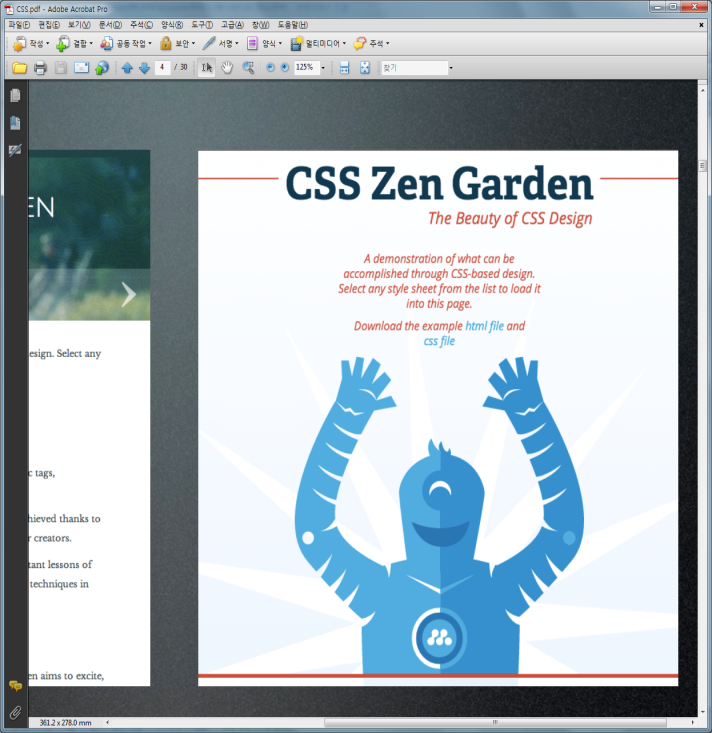 CSS.pdf - Adobe Acrobat Pro
파일(F) 편집(E) 보기(V) 문서(D) 주석(C) 양식(R) 도구(T) 고급(A) 창(W) 도움말(H)
작성 결합 공동 작업 보안 서명 양식 멀티미디어 주석
4 / 30 125% 찾기
EN
esign. Select any
c tags,
hieved thanks to
r creators.
tant lessons of
techniques in
en aims to excite,
CSS Zen Garden
The Beauty of CSS Design
A demonstration of what can be
accomplished through CSS-based design.
Select any style sheet from the list to load it
into this page.
Download the example html file and
css file
361.2 x 278.0 mm